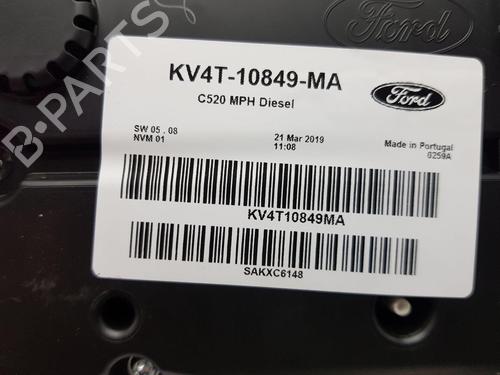 Ford
B-PARTS
KV4T-10849-MA
C520 MPH Diesel
Ford
SW 05 . 08
NVM 01
21 Mar 2019
11:08
Made in Portugal
0259A
KV4T10849MA
SAKXC6148